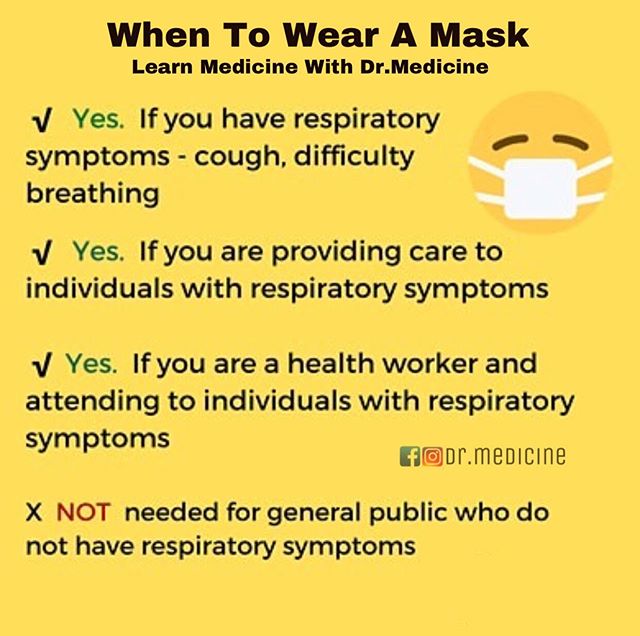 When To Wear A Mask
Learn Medicine With Dr.Medicine
√ Yes. If you have respiratory
symptoms - cough, difficulty
breathing
√ Yes. If you are providing care to
individuals with respiratory symptoms
√ Yes. If you are a health worker and
attending to individuals with respiratory
symptoms
Dr.medicine
X NOT needed for general public who do
not have respiratory symptoms